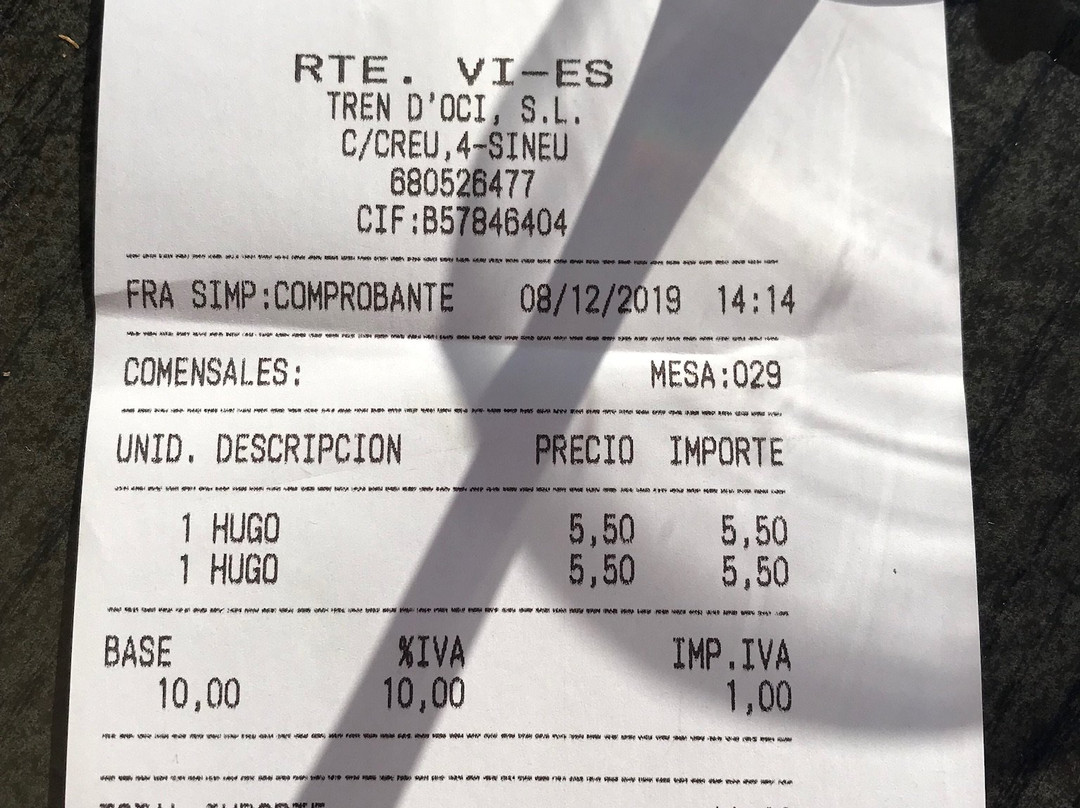 RTE. VI-ES
TREN D'OCI, S.L.
C/CREU,4-SINEU
680526477
CIF:B57846404
FRA SIMP:COMPROBANTE 08/12/2019 14:14
COMENSALES: MESA:029
UNID. DESCRIPCION PRECIO IMPORTE
1 HUGO 5,50 5,50
1 HUGO 5,50 5,50
BASE %IVA IMP.IVA
10,00 10,00 1,00